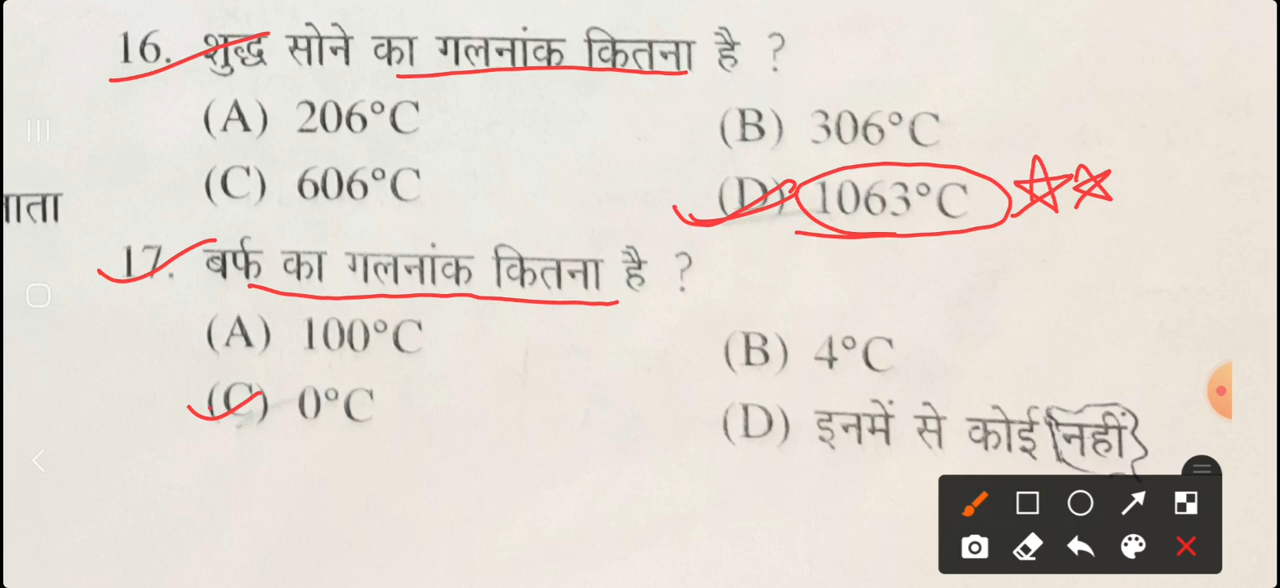 16. शुद्ध सोने का गलनांक कितना है ?
(A) 206°C (B) 306°C
(C) 606°C (D) 1063°C
ाता
17. बर्फ का गलनांक कितना है ?
(A) 100°C (B) 4°C
(C) 0°C (D) इनमें से कोई नहीं